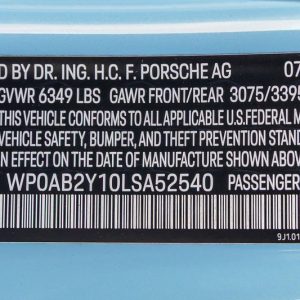 D BY DR. ING. H.C. F. PORSCHE AG 07
GVWR 6349 LBS GAWR FRONT/REAR 3075/3395
THIS VEHICLE CONFORMS TO ALL APPLICABLE U.S.FEDERAL M
VEHICLE SAFETY, BUMPER, AND THEFT PREVENTION STAND
IN EFFECT ON THE DATE OF MANUFACTURE SHOWN ABO
WP0AB2Y10LSA52540 PASSENGER
9J1.01